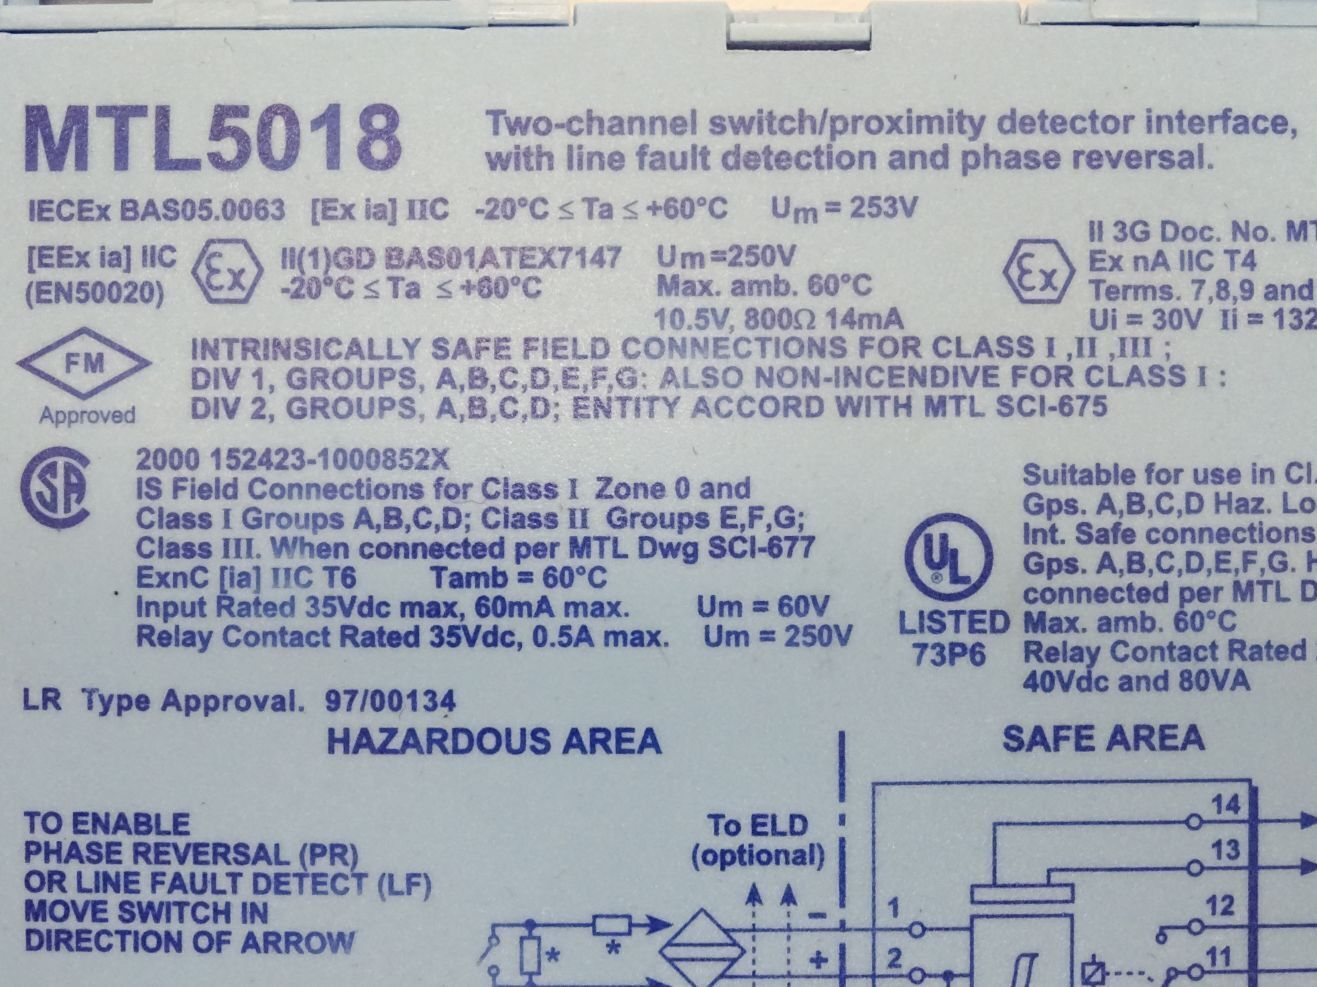 MTL5018
Two-channel switch/proximity detector interface,
with line fault detection and phase reversal.
IECEx BAS05.0063 [Ex ia] IIC -20°C ≤ Ta ≤ +60°C Um = 253V
[EEx ia] IIC
(EN50020)
Ex
II(1)GD BAS01ATEX7147
-20°C ≤ Ta ≤ +60°C
Um=250V
Max. amb. 60°C
10.5V, 800Ω 14mA
Ex
II 3G Doc. No. MT
Ex nA IIC T4
Terms. 7,8,9 and
Ui = 30V Ii = 132
FM
Approved
INTRINSICALLY SAFE FIELD CONNECTIONS FOR CLASS I ,II ,III ;
DIV 1, GROUPS, A,B,C,D,E,F,G: ALSO NON-INCENDIVE FOR CLASS I :
DIV 2, GROUPS, A,B,C,D; ENTITY ACCORD WITH MTL SCI-675
SA
2000 152423-1000852X
IS Field Connections for Class I Zone 0 and
Class I Groups A,B,C,D; Class II Groups E,F,G;
Class III. When connected per MTL Dwg SCI-677
ExnC [ia] IIC T6 Tamb = 60°C
Input Rated 35Vdc max, 60mA max. Um = 60V
Relay Contact Rated 35Vdc, 0.5A max. Um = 250V
UL
®
LISTED
73P6
Suitable for use in Cl.
Gps. A,B,C,D Haz. Lo
Int. Safe connections
Gps. A,B,C,D,E,F,G. H
connected per MTL D
Max. amb. 60°C
Relay Contact Rated
40Vdc and 80VA
LR Type Approval. 97/00134
HAZARDOUS AREA
SAFE AREA
TO ENABLE
PHASE REVERSAL (PR)
OR LINE FAULT DETECT (LF)
MOVE SWITCH IN
DIRECTION OF ARROW
To ELD
(optional)
14
13
12
11
1
2
−
+
*
*